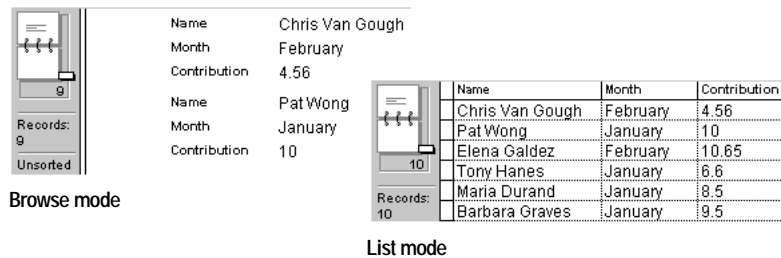 Name Chris Van Gough
Month February
Contribution 4.56
9
Name Pat Wong
Records: Month January
9
Contribution 10
Unsorted
Browse mode
Name Month Contribution
Chris Van Gough February 4.56
Pat Wong January 10
Elena Galdez February 10.65
10
Tony Hanes January 6.6
Records: Maria Durand January 8.5
10 Barbara Graves January 9.5
List mode